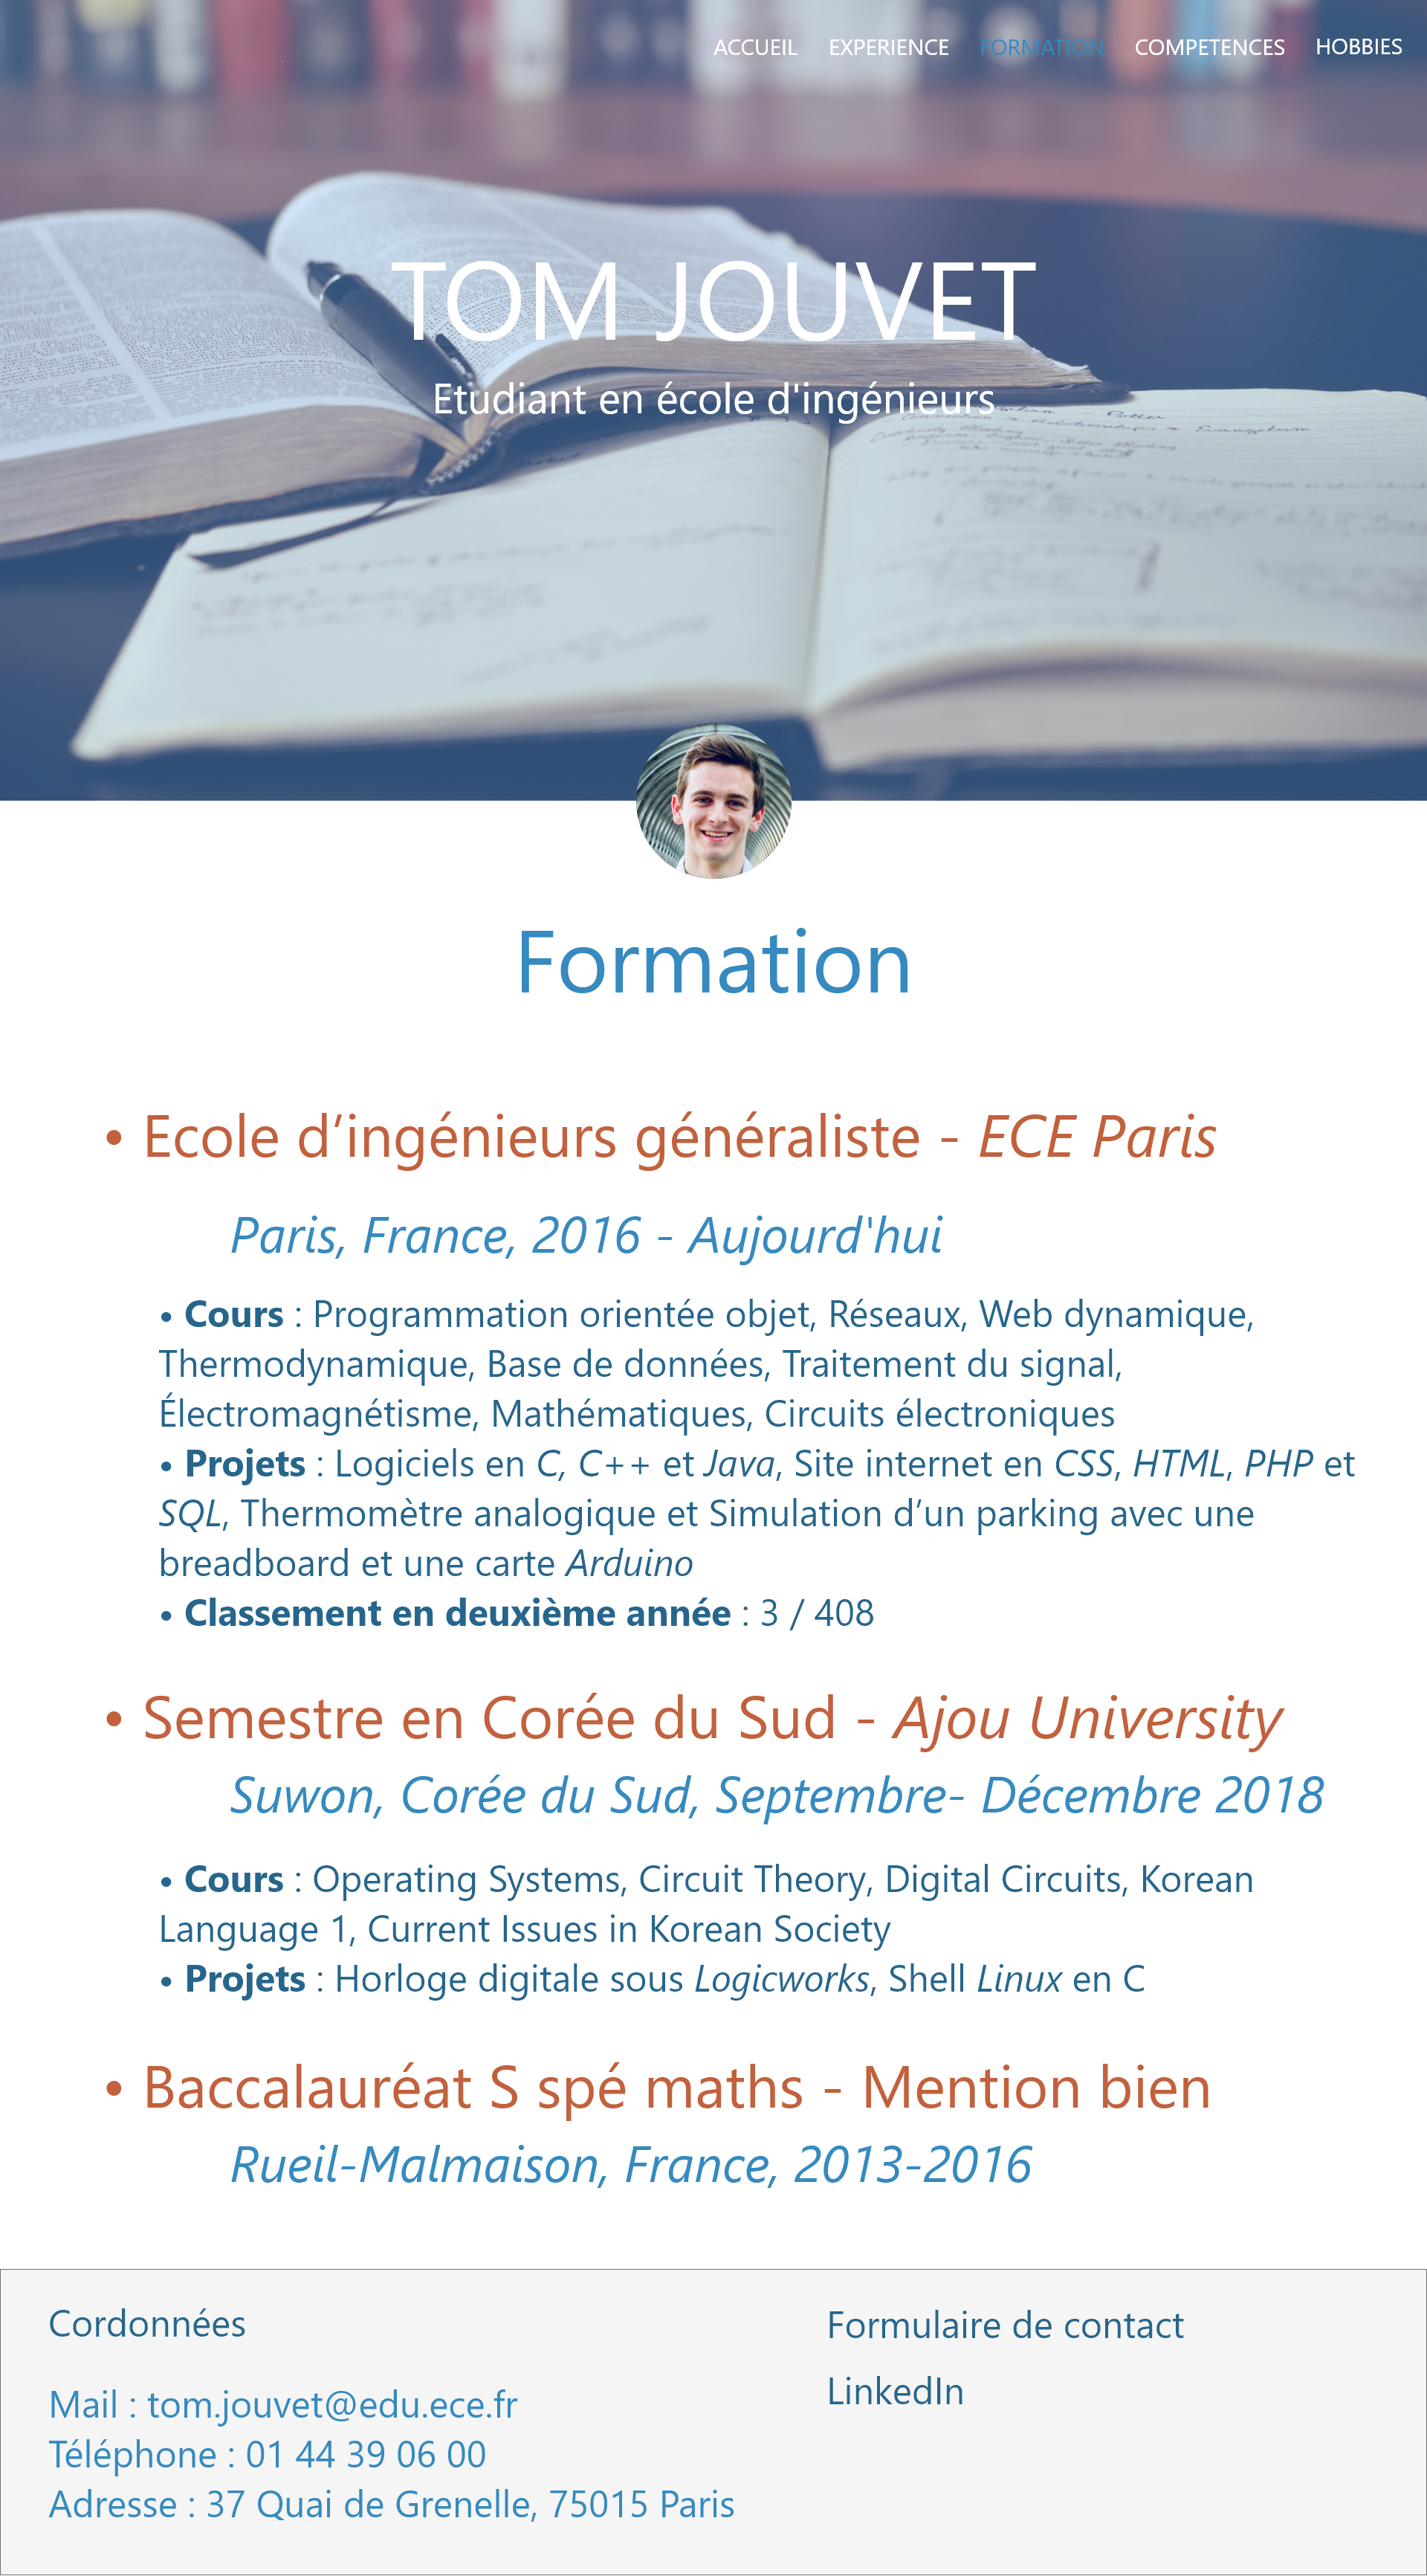 ACCUEIL EXPERIENCE FORMATION COMPETENCES HOBBIES
TOM JOUVET
Etudiant en école d'ingénieurs
Formation
• Ecole d’ingénieurs généraliste - ECE Paris
Paris, France, 2016 - Aujourd'hui
• Cours : Programmation orientée objet, Réseaux, Web dynamique,
Thermodynamique, Base de données, Traitement du signal,
Électromagnétisme, Mathématiques, Circuits électroniques
• Projets : Logiciels en C, C++ et Java, Site internet en CSS, HTML, PHP et
SQL, Thermomètre analogique et Simulation d’un parking avec une
breadboard et une carte Arduino
• Classement en deuxième année : 3 / 408
• Semestre en Corée du Sud - Ajou University
Suwon, Corée du Sud, Septembre- Décembre 2018
• Cours : Operating Systems, Circuit Theory, Digital Circuits, Korean
Language 1, Current Issues in Korean Society
• Projets : Horloge digitale sous Logicworks, Shell Linux en C
• Baccalauréat S spé maths - Mention bien
Rueil-Malmaison, France, 2013-2016
Cordonnées
Mail : tom.jouvet@edu.ece.fr
Téléphone : 01 44 39 06 00
Adresse : 37 Quai de Grenelle, 75015 Paris
Formulaire de contact
LinkedIn